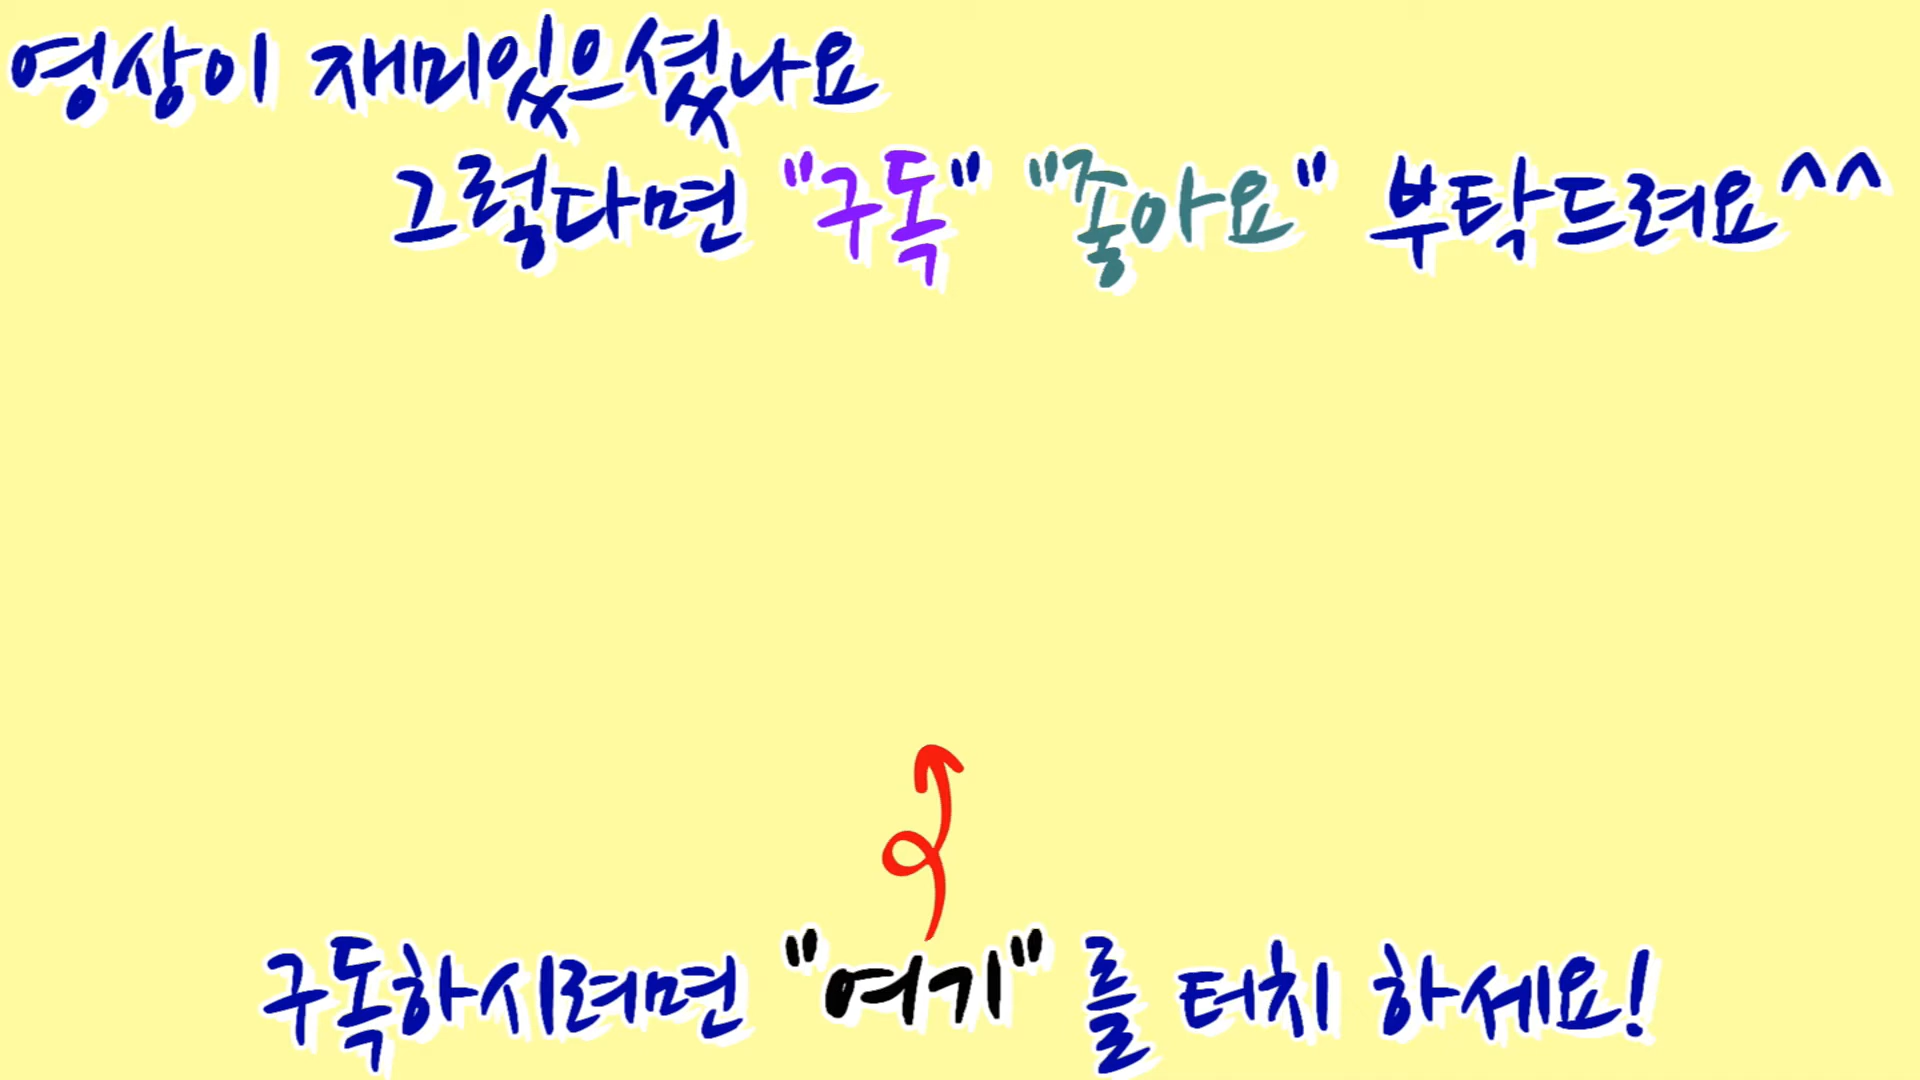 영상이 재미있으셨나요
그렇다면 "구독" "좋아요" 부탁드려요^^
구독하시려면 "여기" 를 터치 하세요!